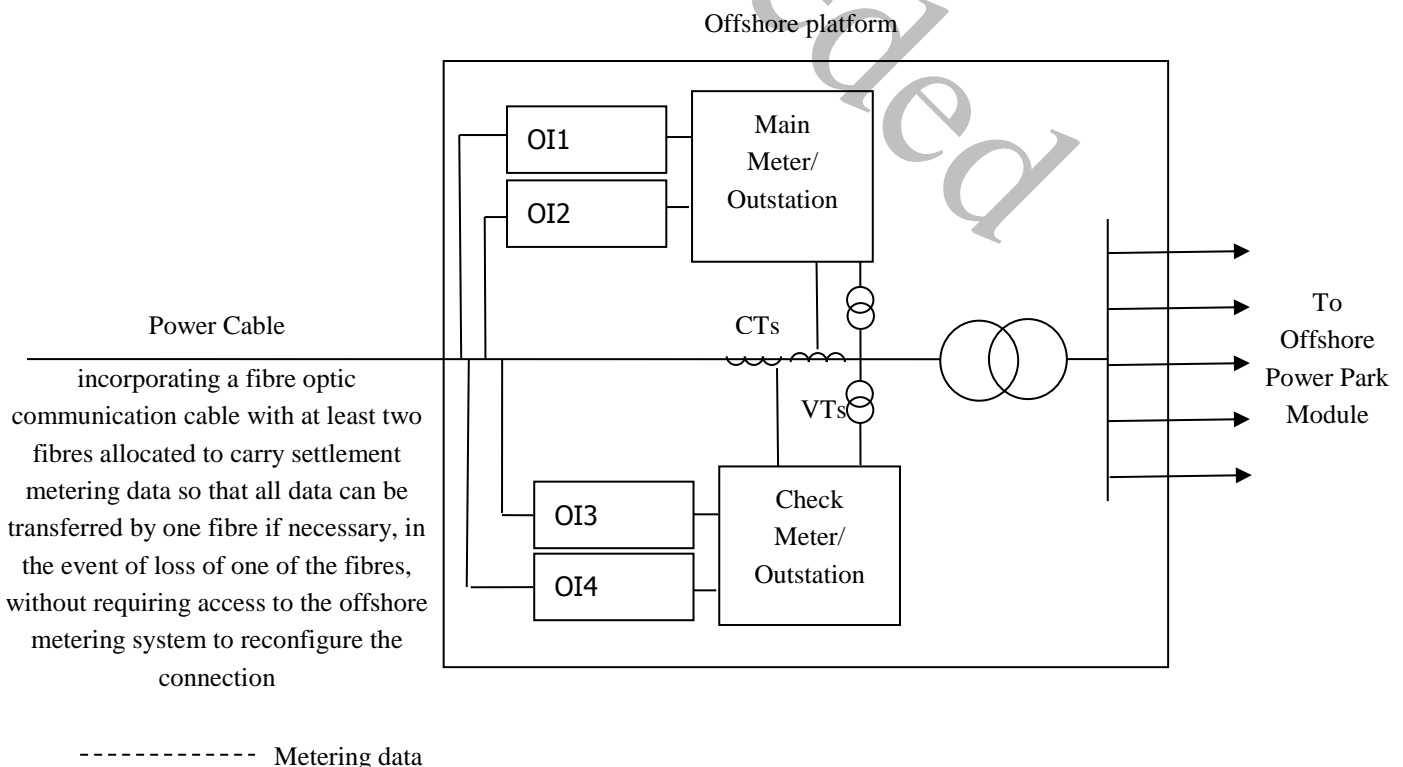 Offshore platform
OI1
OI2
Main
Meter/
Outstation
Power Cable
incorporating a fibre optic
communication cable with at least two
fibres allocated to carry settlement
metering data so that all data can be
transferred by one fibre if necessary, in
the event of loss of one of the fibres,
without requiring access to the offshore
metering system to reconfigure the
connection
CTs
VTs
To
Offshore
Power Park
Module
OI3
OI4
Check
Meter/
Outstation
Metering data